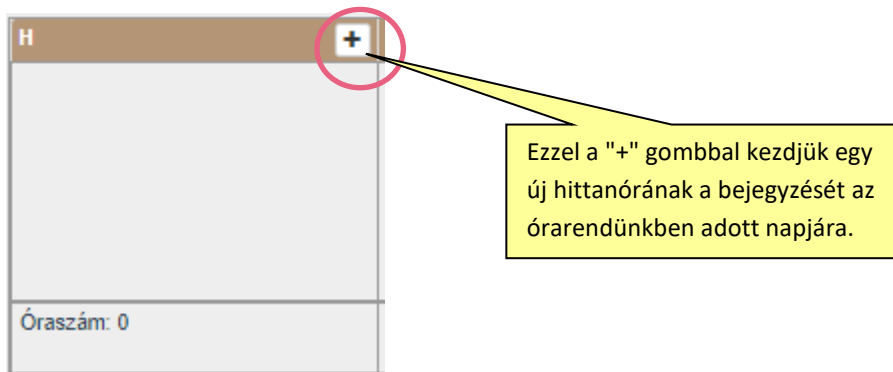 H +
Ezzel a "+" gombbal kezdjük egy
új hittanórának a bejegyzését az
órarendünkben adott napjára.
Óraszám: 0